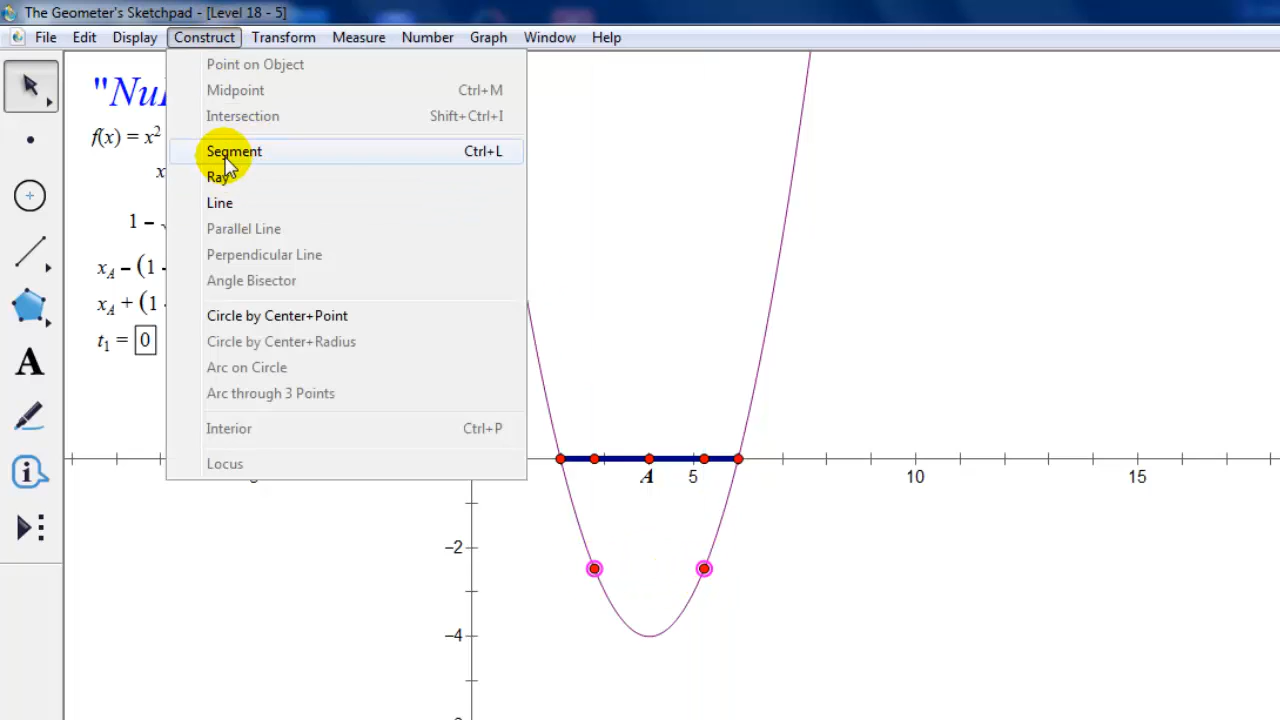 The Geometer's Sketchpad - [Level 18 - 5]
File Edit Display Construct Transform Measure Number Graph Window Help
Point on Object
Midpoint Ctrl+M
Intersection Shift+Ctrl+I
Segment Ctrl+L
Ray
Line
Parallel Line
Perpendicular Line
Angle Bisector
Circle by Center+Point
Circle by Center+Radius
Arc on Circle
Arc through 3 Points
Interior Ctrl+P
Locus
f(x) = x²
x
1 −
x_A − (1
x_A + (1
t₁ = 0
A
A 5 10 15
−2
−4